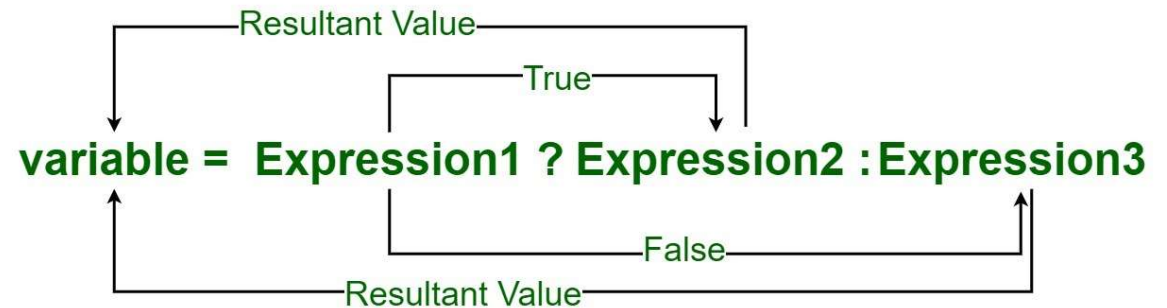 Resultant Value
True
variable = Expression1 ? Expression2 : Expression3
False
Resultant Value